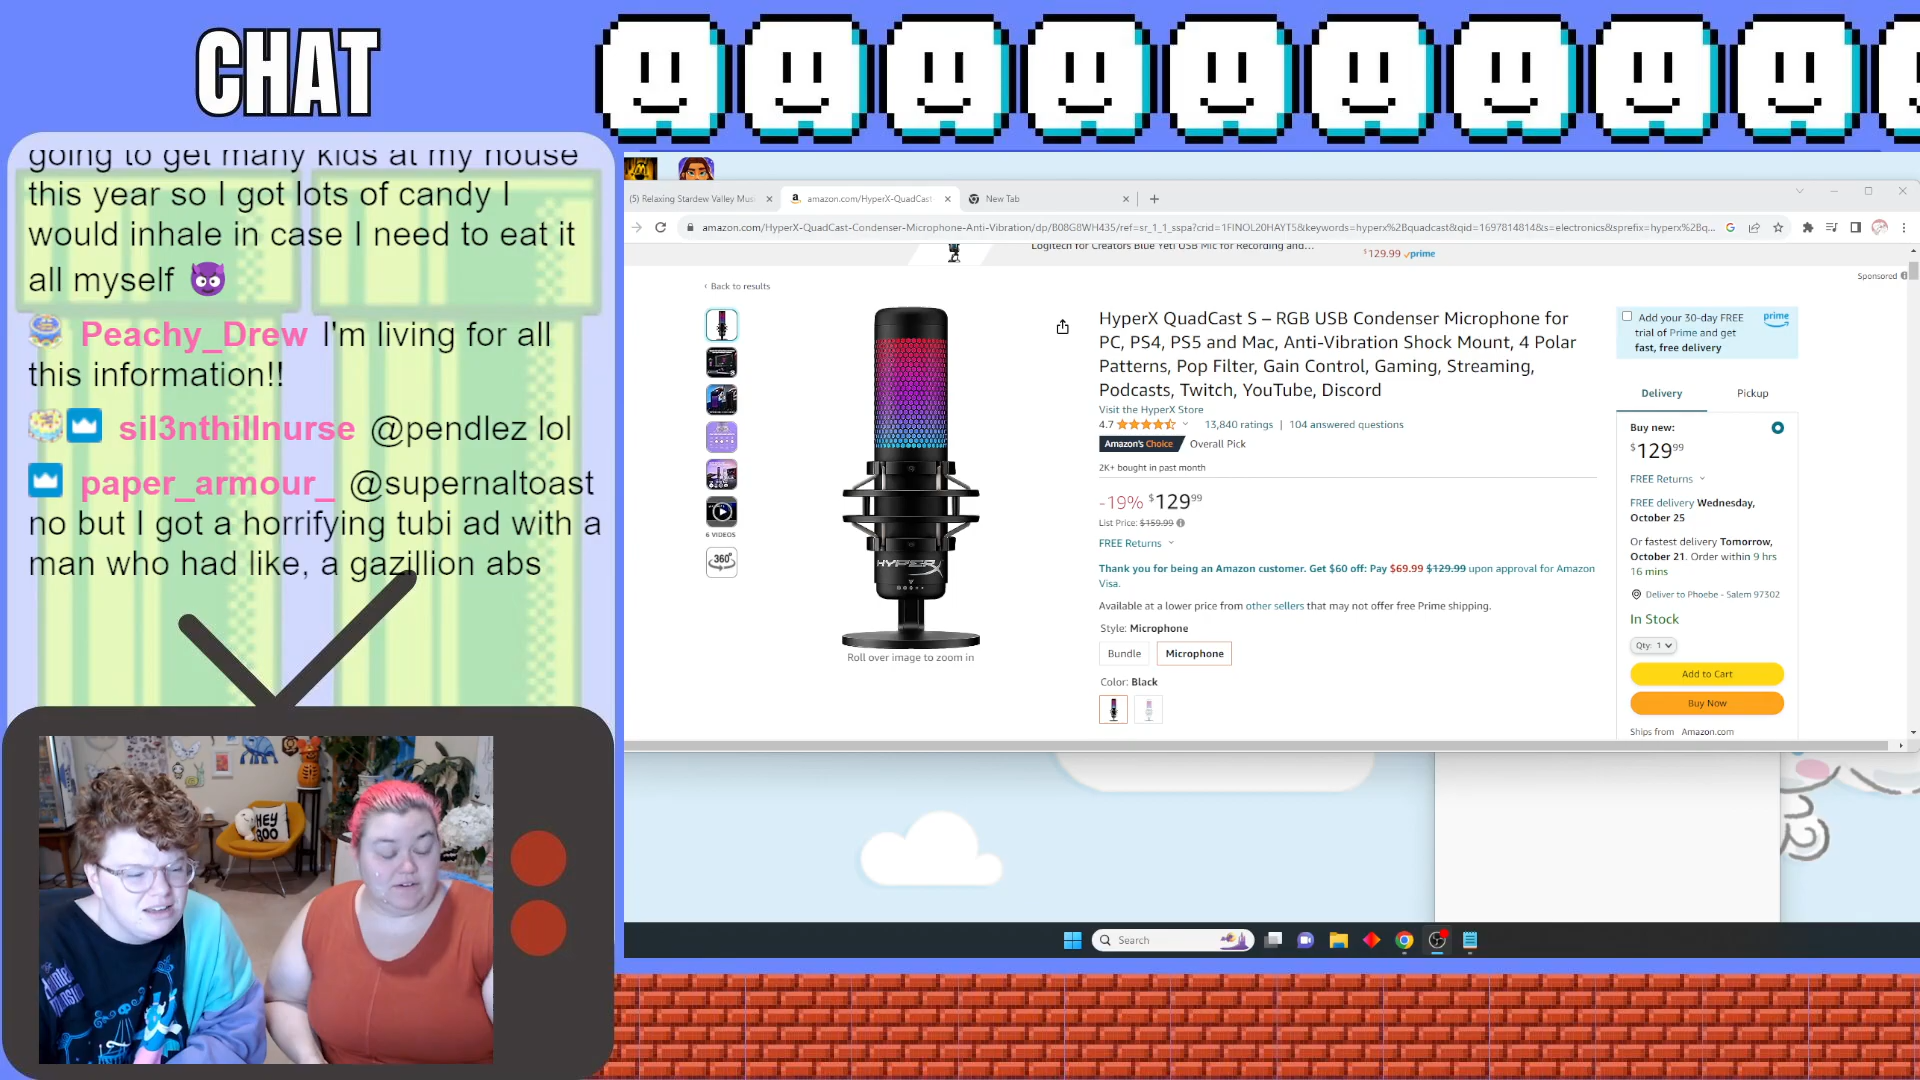 CHAT
going to get many kids at my house
this year so I got lots of candy I
would inhale in case I need to eat it
all myself 😈
Peachy_Drew I'm living for all
this information!!
sil3nthillnurse @pendlez lol
paper_armour_ @supernaltoast
no but I got a horrifying tubi ad with a
man who had like, a gazillion abs
HEY
BOO
(5) Relaxing Stardew Valley Mus
amazon.com/HyperX-QuadCast-
New Tab
amazon.com/HyperX-QuadCast-Condenser-Microphone-Anti-Vibration/dp/B08G8WH435/ref=sr_1_1_sspa?crid=1FINOL20HAYT5&keywords=hyperx%2Bquadcast&qid=1697814814&s=electronics&sprefix=hyperx%2Bq...
Logitech for Creators Blue Yeti USB Mic for Recording and...
$129.99 prime
Sponsored
‹ Back to results
6 VIDEOS
360°
HYPERX
Roll over image to zoom in
HyperX QuadCast S – RGB USB Condenser Microphone for
PC, PS4, PS5 and Mac, Anti-Vibration Shock Mount, 4 Polar
Patterns, Pop Filter, Gain Control, Gaming, Streaming,
Podcasts, Twitch, YouTube, Discord
Visit the HyperX Store
4.7 13,840 ratings | 104 answered questions
Amazon's Choice Overall Pick
2K+ bought in past month
-19% $129 99
List Price: $159.99
FREE Returns
Thank you for being an Amazon customer. Get $60 off: Pay $69.99 $129.99 upon approval for Amazon
Visa.
Available at a lower price from other sellers that may not offer free Prime shipping.
Style: Microphone
Bundle
Microphone
Color: Black
Add your 30-day FREE
trial of Prime and get
fast, free delivery
prime
Delivery
Pickup
Buy new:
$129 99
FREE Returns
FREE delivery Wednesday,
October 25
Or fastest delivery Tomorrow,
October 21. Order within 9 hrs
16 mins
Deliver to Phoebe - Salem 97302
In Stock
Qty: 1
Add to Cart
Buy Now
Ships from Amazon.com
Search